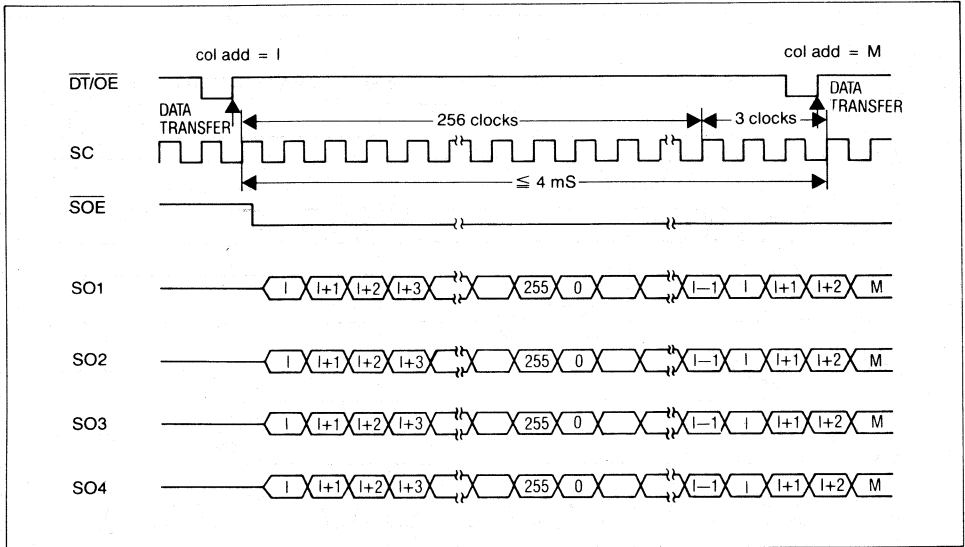 col add = I
col add = M
DT/OE
DATA TRANSFER
DATA TRANSFER
256 clocks
3 clocks
SC
≦ 4 mS
SOE
SO1 I I+1 I+2 I+3 255 0 I−1 I I+1 I+2 M
SO2 I I+1 I+2 I+3 255 0 I−1 I I+1 I+2 M
SO3 I I+1 I+2 I+3 255 0 I−1 I I+1 I+2 M
SO4 I I+1 I+2 I+3 255 0 I−1 I I+1 I+2 M